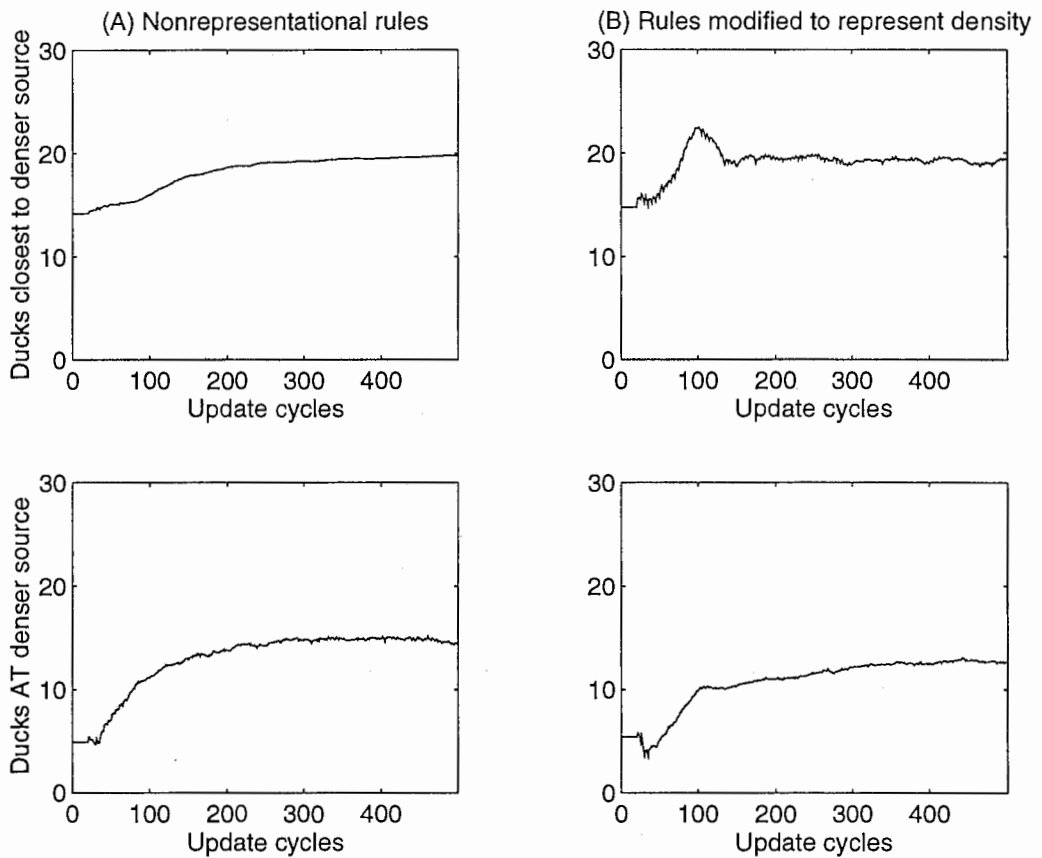 (A) Nonrepresentational rules
(B) Rules modified to represent density
Ducks closest to denser source
30
20
10
0
0 100 200 300 400
Update cycles
30
20
10
0
0 100 200 300 400
Update cycles
Ducks AT denser source
30
20
10
0
0 100 200 300 400
Update cycles
30
20
10
0
0 100 200 300 400
Update cycles